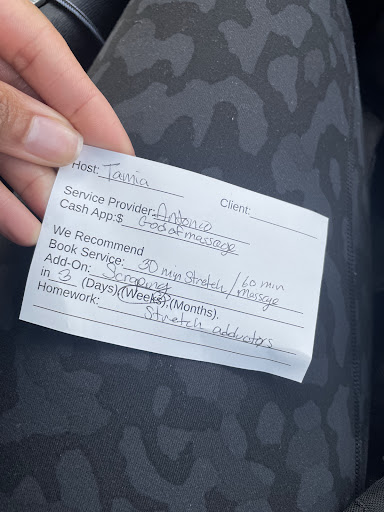 Host: Tamia Client:
Service Provider: Antonio
Cash App:$ Godofmassage
We Recommend
Book Service: 30 min Stretch / 60 min Massage
Add-On: Scraping
in 3 (Days),(Weeks),(Months).
Homework: Stretch adductors